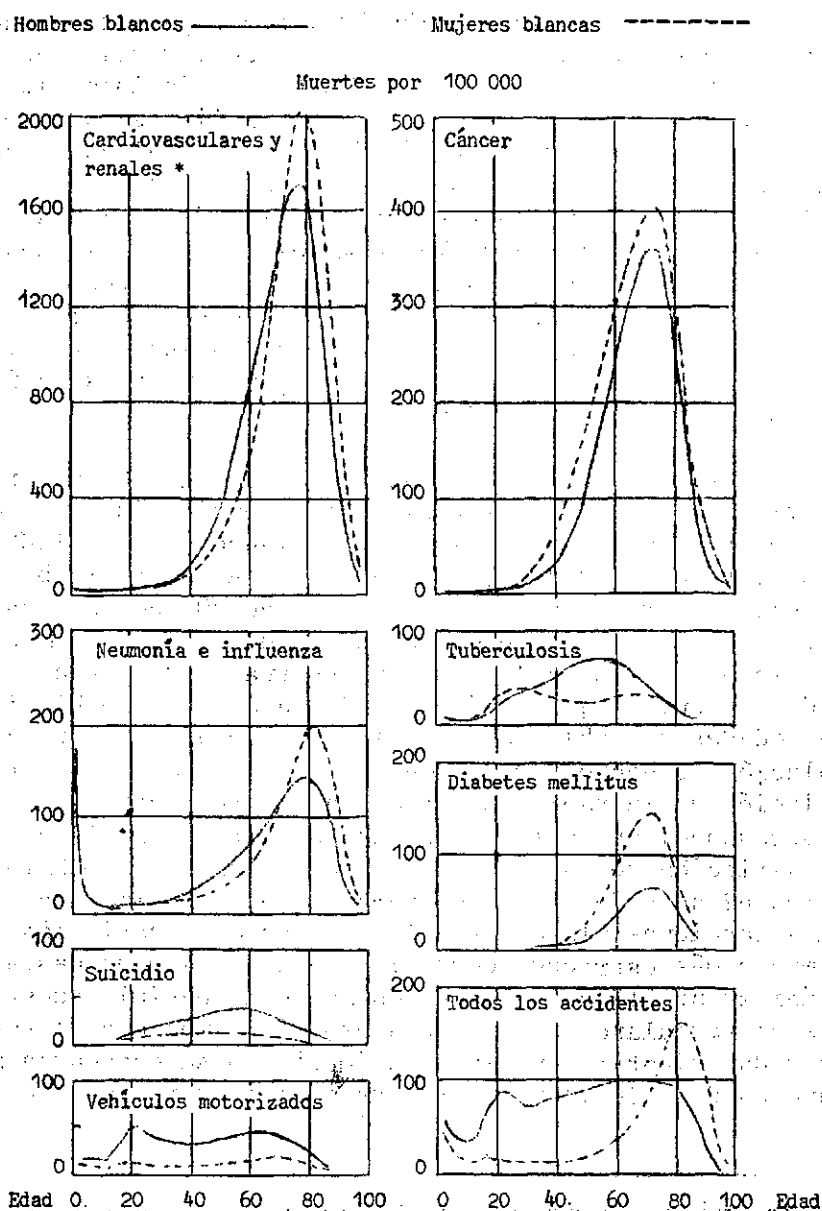 Hombres blancos
Mujeres blancas
Muertes por 100 000
2000
1600
1200
800
400
0
Cardiovasculares y
renales *
500
400
300
200
100
0
Cáncer
300
200
100
0
Neumonía e influenza
100
0
Tuberculosis
200
100
0
Diabetes mellitus
100
0
Suicidio
200
100
0
Todos los accidentes
100
0
Vehículos motorizados
Edad 0. 20 40 60 80 100 0 20 40. 60 80 100 Edad